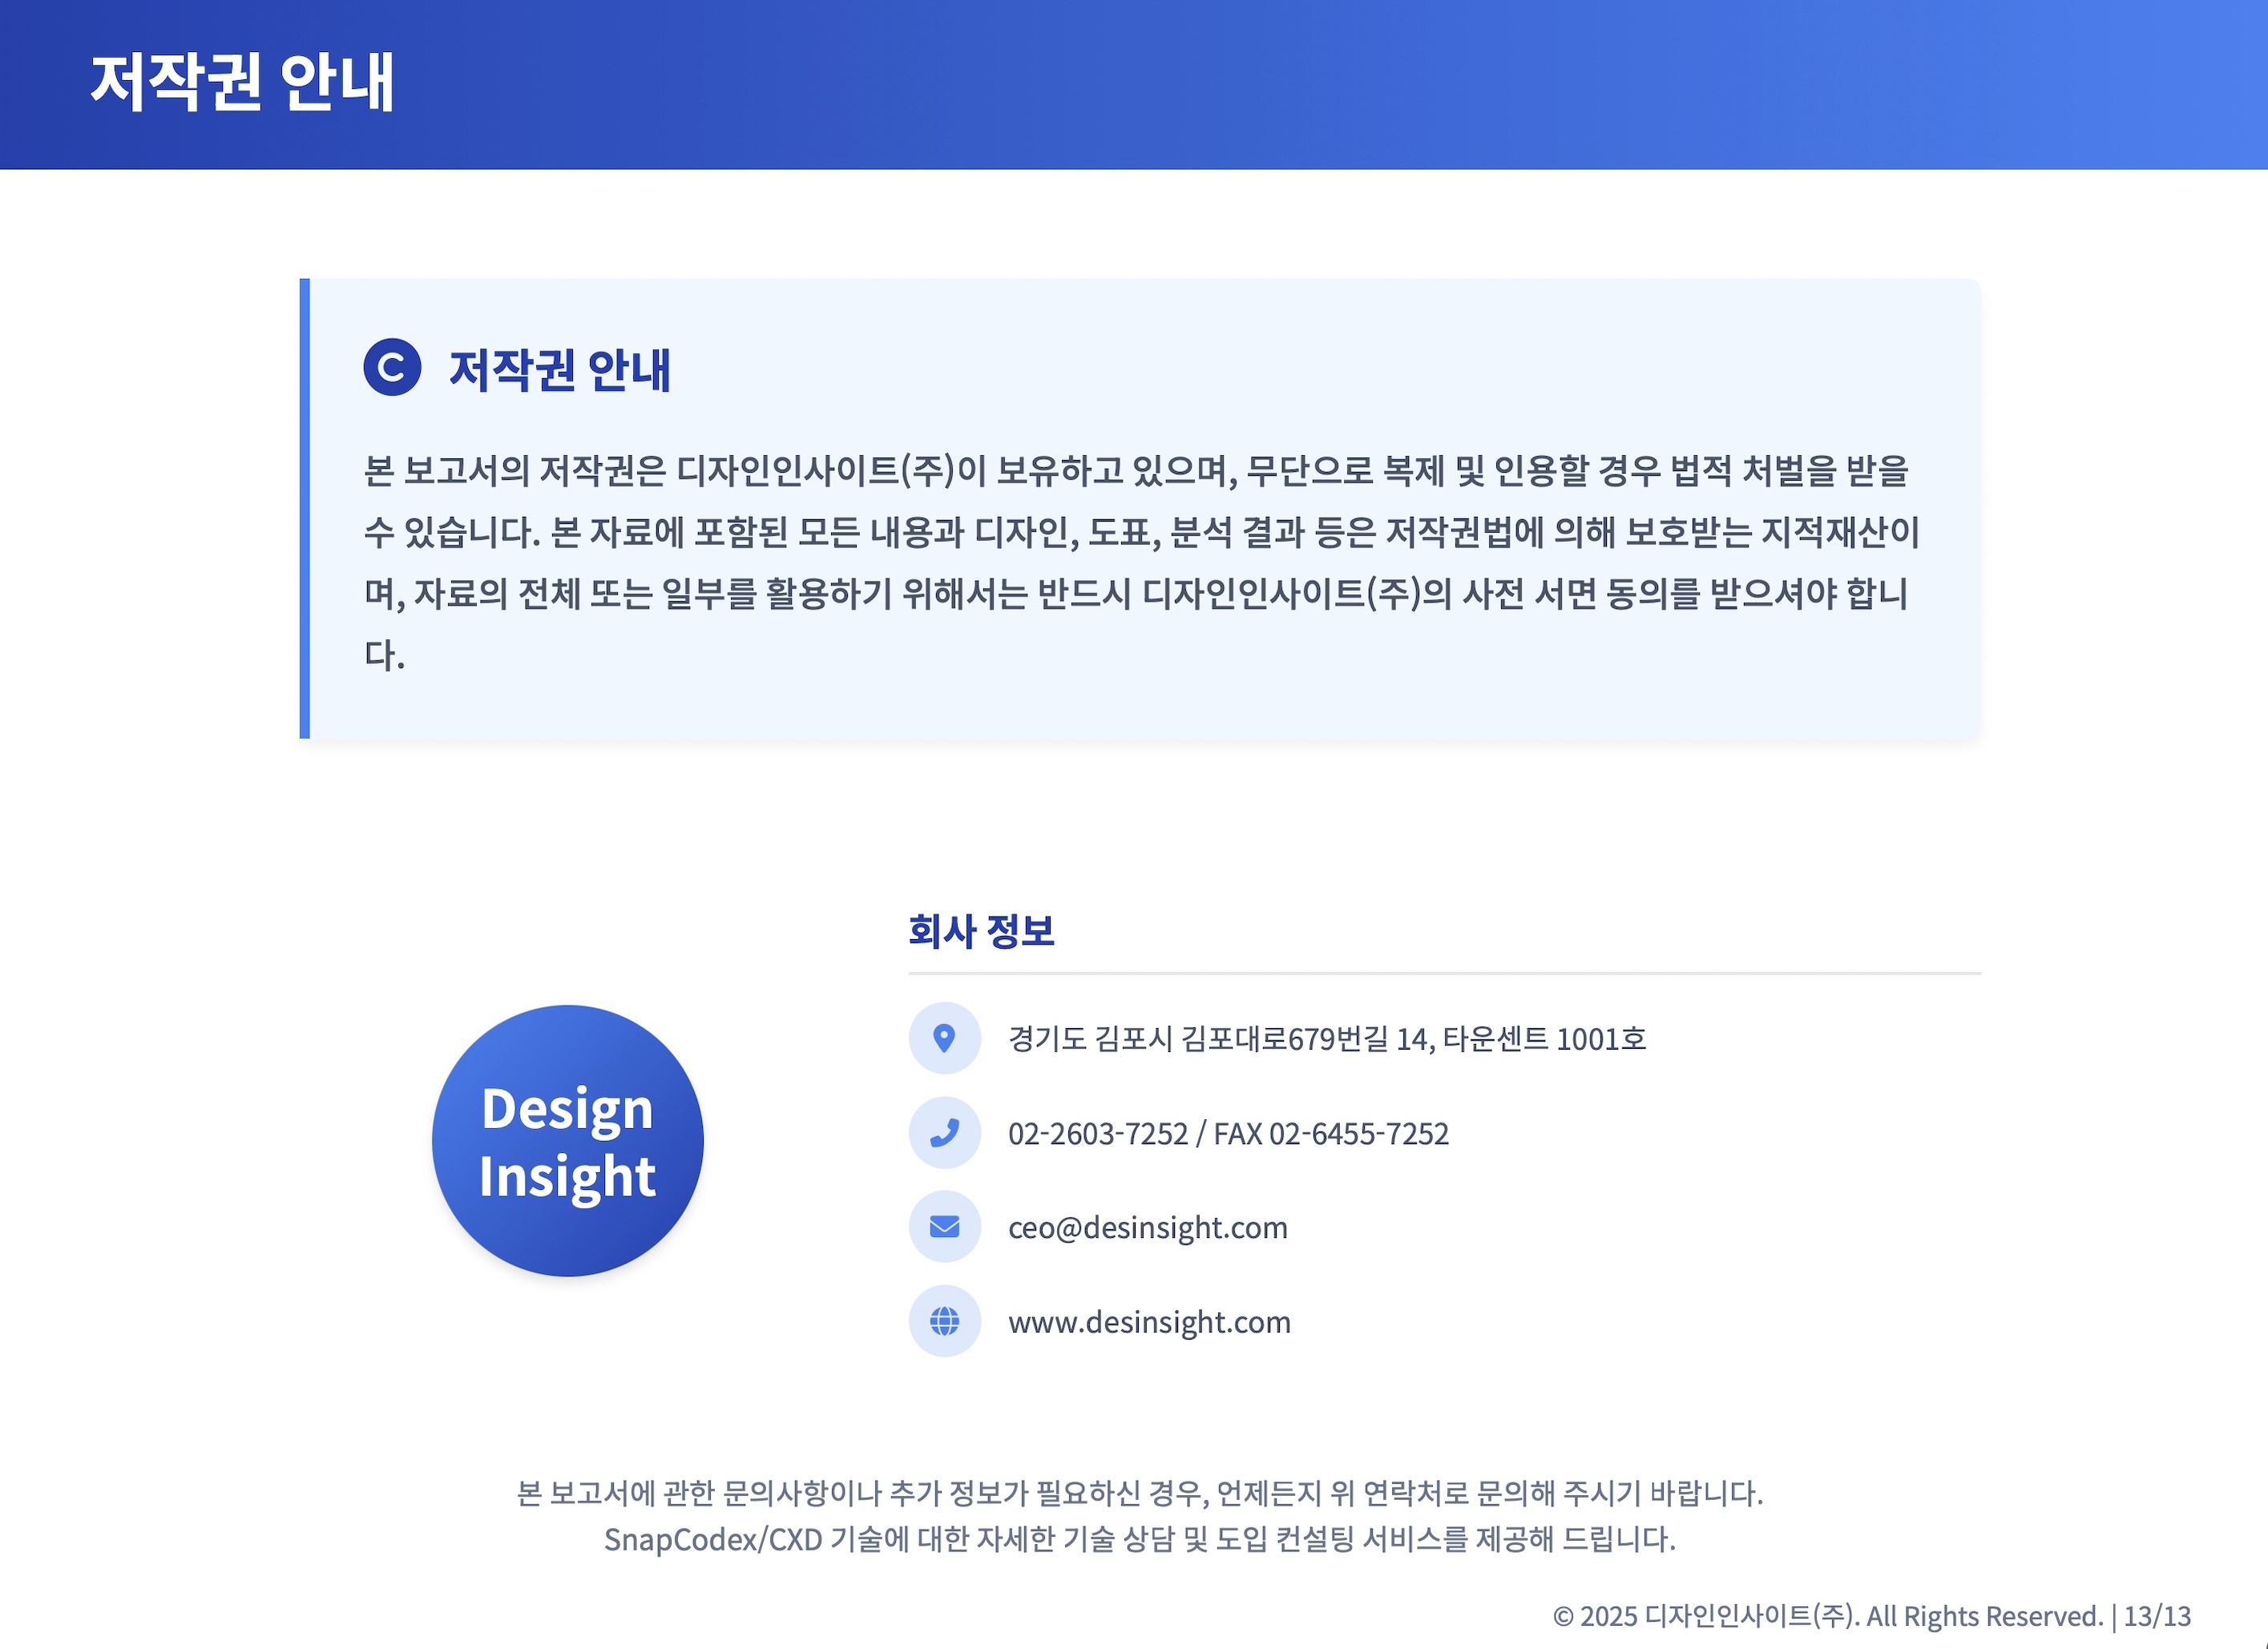 저작권 안내
저작권 안내
본 보고서의 저작권은 디자인인사이트(주)이 보유하고 있으며, 무단으로 복제 및 인용할 경우 법적 처벌을 받을
수 있습니다. 본 자료에 포함된 모든 내용과 디자인, 도표, 분석 결과 등은 저작권법에 의해 보호받는 지적재산이
며, 자료의 전체 또는 일부를 활용하기 위해서는 반드시 디자인인사이트(주)의 사전 서면 동의를 받으셔야 합니
다.
Design
Insight
회사 정보
경기도 김포시 김포대로679번길 14, 타운센트 1001호
02-2603-7252 / FAX 02-6455-7252
ceo@desinsight.com
www.desinsight.com
본 보고서에 관한 문의사항이나 추가 정보가 필요하신 경우, 언제든지 위 연락처로 문의해 주시기 바랍니다.
SnapCodex/CXD 기술에 대한 자세한 기술 상담 및 도입 컨설팅 서비스를 제공해 드립니다.
© 2025 디자인인사이트(주). All Rights Reserved. | 13/13